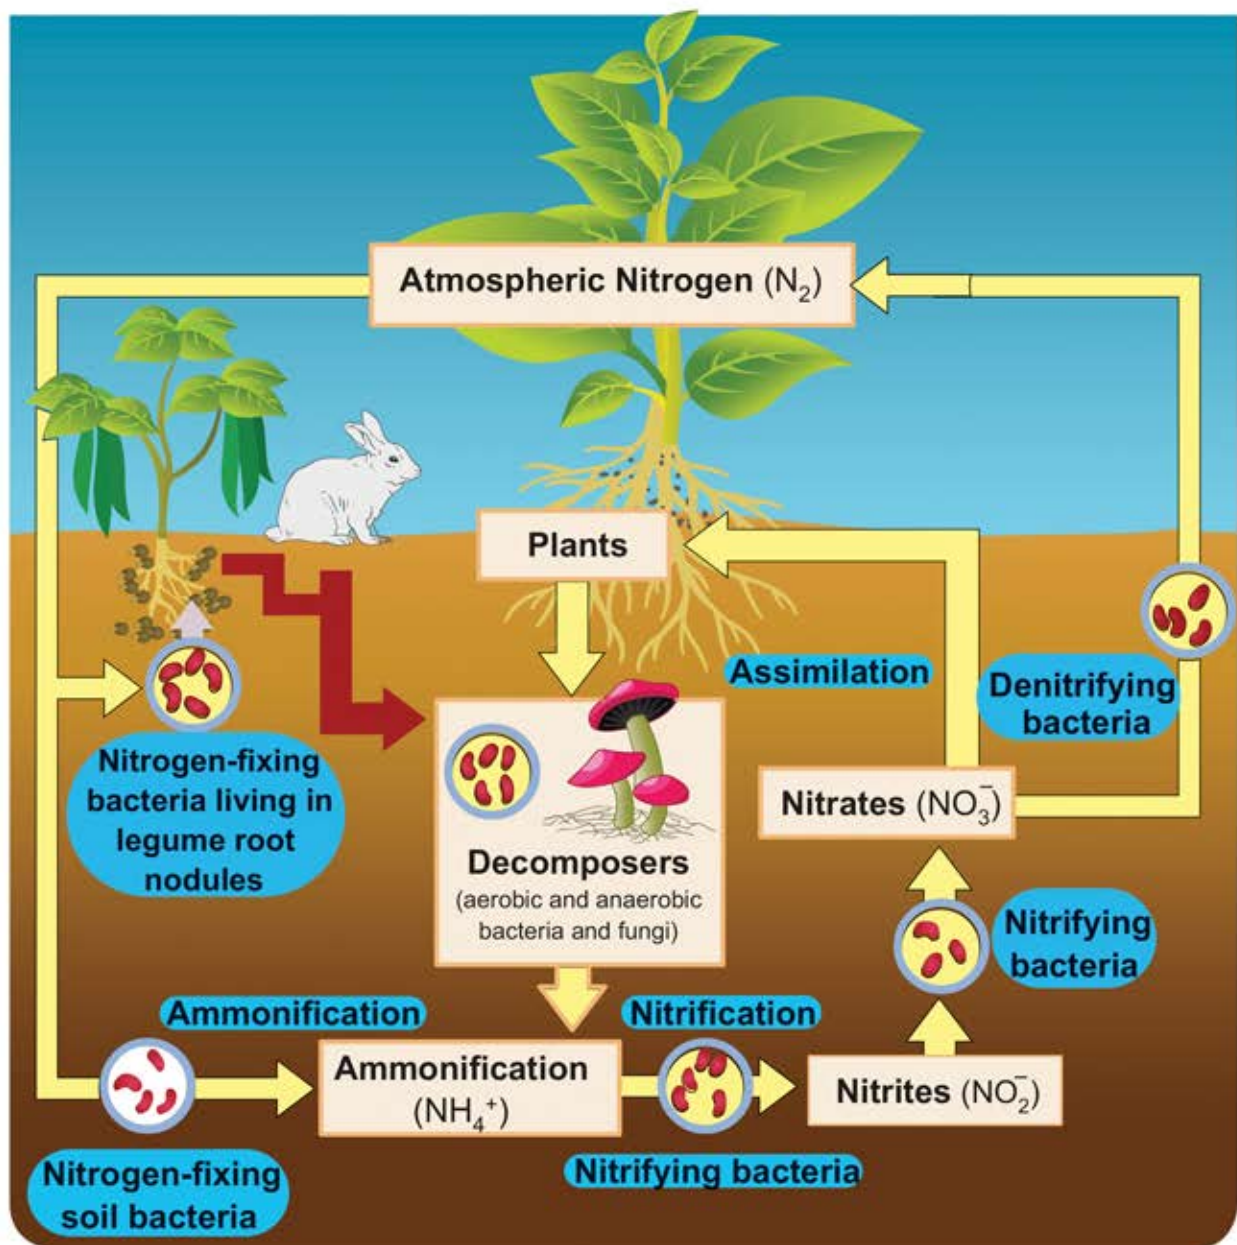 Atmospheric Nitrogen (N₂)
Plants
Assimilation
Denitrifying
bacteria
Nitrogen-fixing
bacteria living in
legume root
nodules
Nitrates (NO₃⁻)
Decomposers
(aerobic and anaerobic
bacteria and fungi)
Nitrifying
bacteria
Ammonification
Nitrification
Ammonification
(NH₄⁺)
Nitrites (NO₂⁻)
Nitrifying bacteria
Nitrogen-fixing
soil bacteria